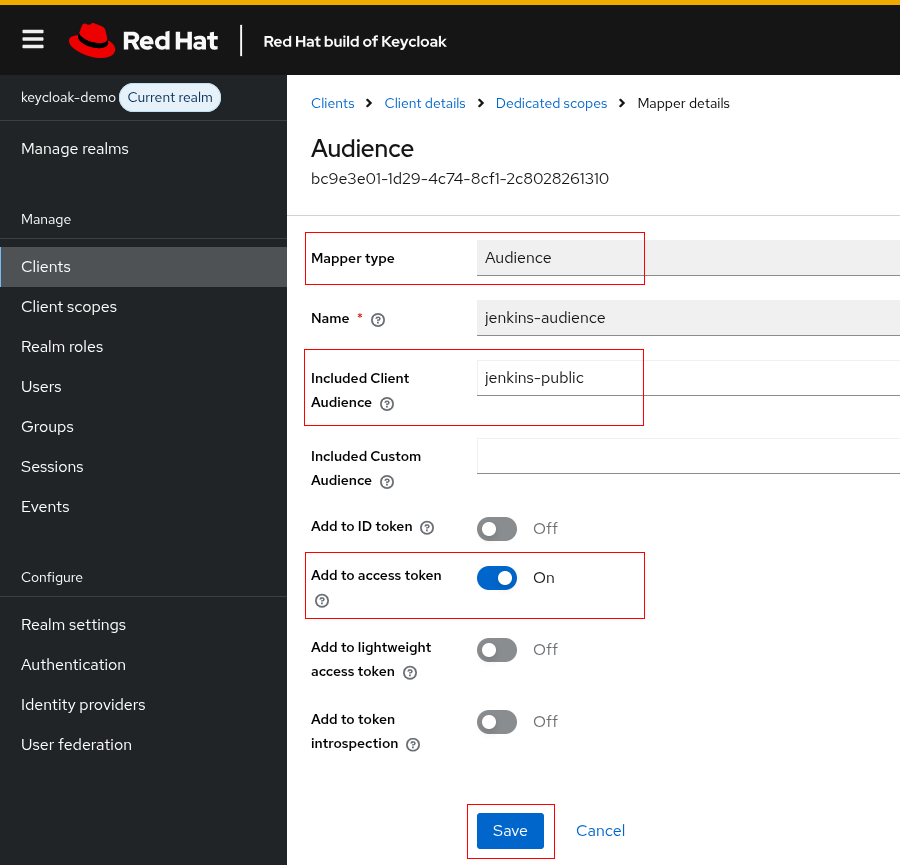 Red Hat
Red Hat build of Keycloak
keycloak-demo Current realm
Manage realms
Manage
Clients
Client scopes
Realm roles
Users
Groups
Sessions
Events
Configure
Realm settings
Authentication
Identity providers
User federation
Clients > Client details > Dedicated scopes > Mapper details
Audience
bc9e3e01-1d29-4c74-8cf1-2c8028261310
Mapper type Audience
Name * jenkins-audience
Included Client jenkins-public
Audience
Included Custom
Audience
Add to ID token Off
Add to access token On
Add to lightweight Off
access token
Add to token Off
introspection
Save Cancel